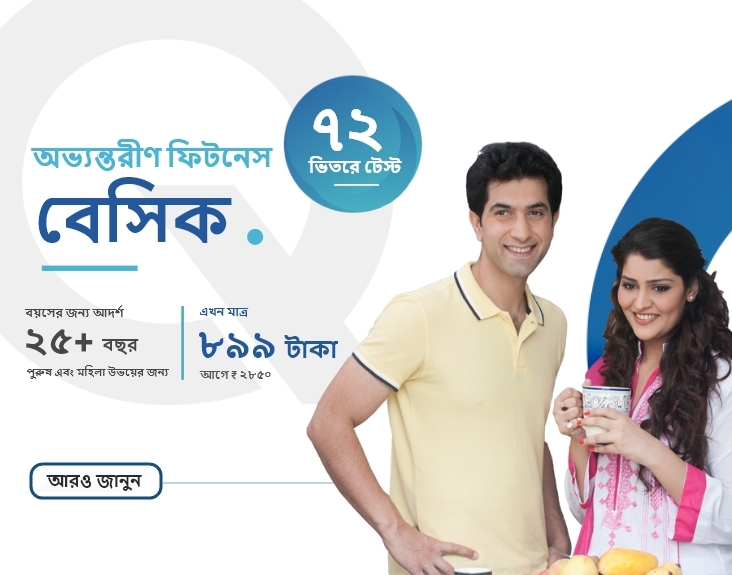 ৭২
ভিতরে টেস্ট
অভ্যন্তরীণ ফিটনেস
বেসিক.
বয়সের জন্য আদর্শ
২৫+ বছর
পুরুষ এবং মহিলা উভয়ের জন্য
এখন মাত্র
৮৯৯ টাকা
আগে ₹ ২৮৫০
আরও জানুন